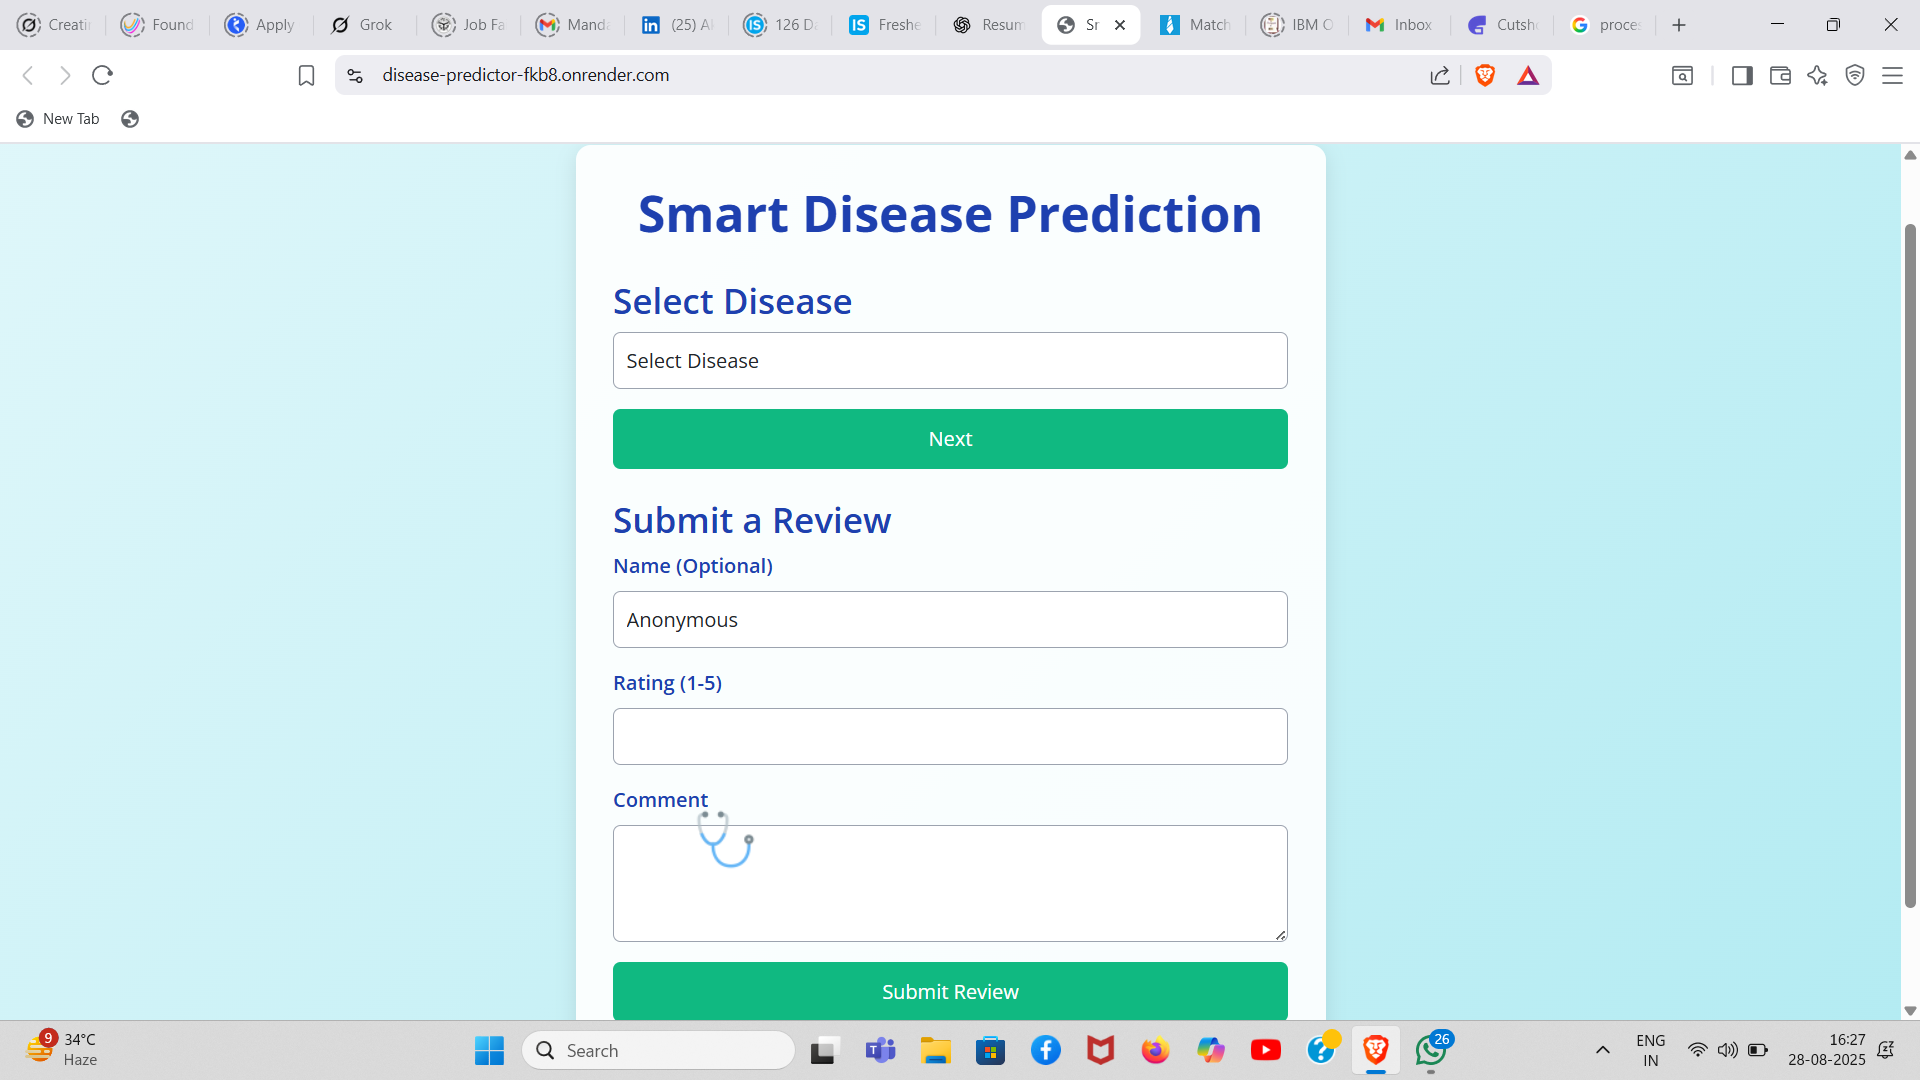 Creati
Found
Apply
Grok
Job Fa
Manda
(25) A
126 D
Freshe
Resum
Sr
Match
IBM O
Inbox
Cutsh
proces
disease-predictor-fkb8.onrender.com
New Tab
Smart Disease Prediction
Select Disease
Select Disease
Next
Submit a Review
Name (Optional)
Anonymous
Rating (1-5)
Comment
Submit Review
9
34°C
Haze
Search
26
ENG
IN
16:27
28-08-2025